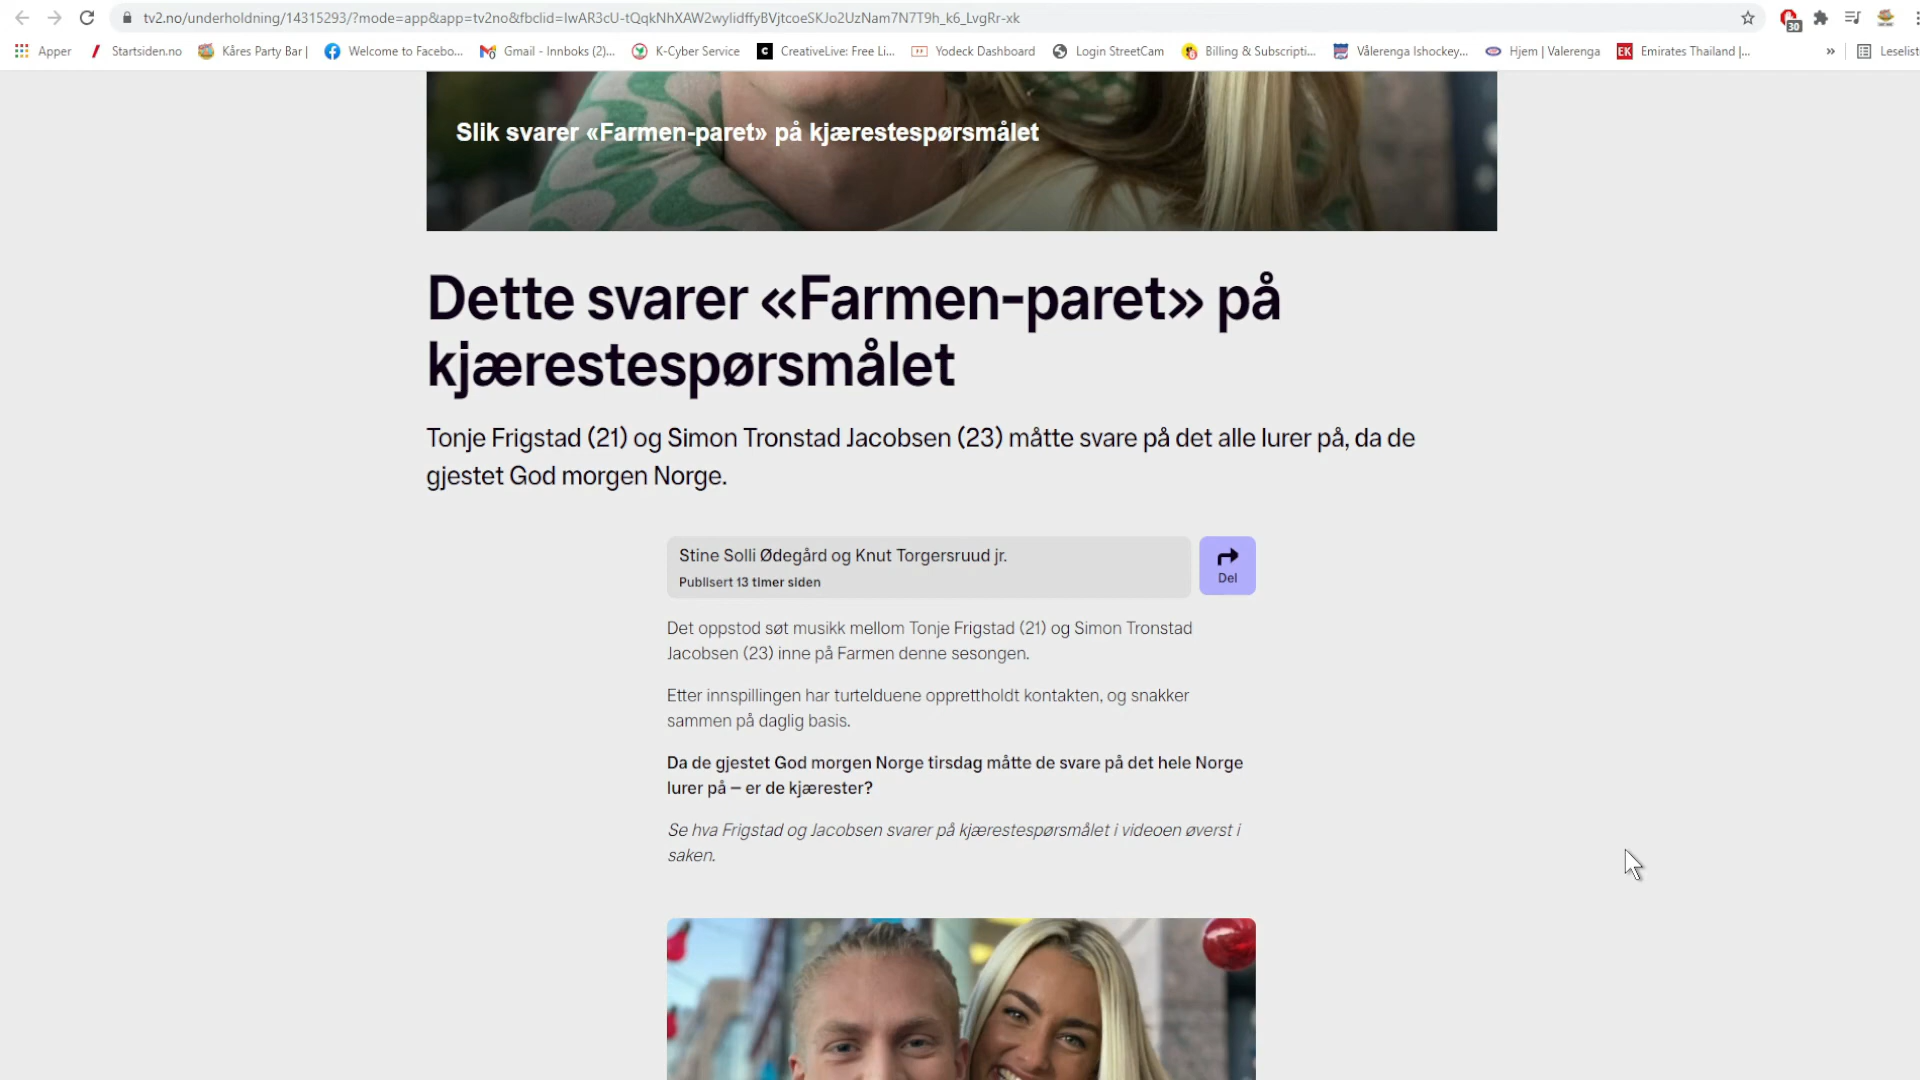 tv2.no/underholdning/14315293/?mode=app&app=tv2no&fbclid=IwAR3cU-tQqkNhXAW2wylidffyBVjtcoeSKJo2UzNam7N7T9h_k6_LvgRr-xk
30
Apper
Startsiden.no
Kåres Party Bar |
Welcome to Facebo...
Gmail - Innboks (2)...
K-Cyber Service
CreativeLive: Free Li...
Yodeck Dashboard
Login StreetCam
Billing & Subscripti...
Vålerenga Ishockey...
Hjem | Valerenga
EK Emirates Thailand |...
»
Leselist
Slik svarer «Farmen-paret» på kjærestespørsmålet
Dette svarer «Farmen-paret» på
kjærestespørsmålet
Tonje Frigstad (21) og Simon Tronstad Jacobsen (23) måtte svare på det alle lurer på, da de
gjestet God morgen Norge.
Stine Solli Ødegård og Knut Torgersruud jr.
Publisert 13 timer siden
Del
Det oppstod søt musikk mellom Tonje Frigstad (21) og Simon Tronstad
Jacobsen (23) inne på Farmen denne sesongen.
Etter innspillingen har turtelduene opprettholdt kontakten, og snakker
sammen på daglig basis.
Da de gjestet God morgen Norge tirsdag måtte de svare på det hele Norge
lurer på – er de kjærester?
Se hva Frigstad og Jacobsen svarer på kjærestespørsmålet i videoen øverst i
saken.